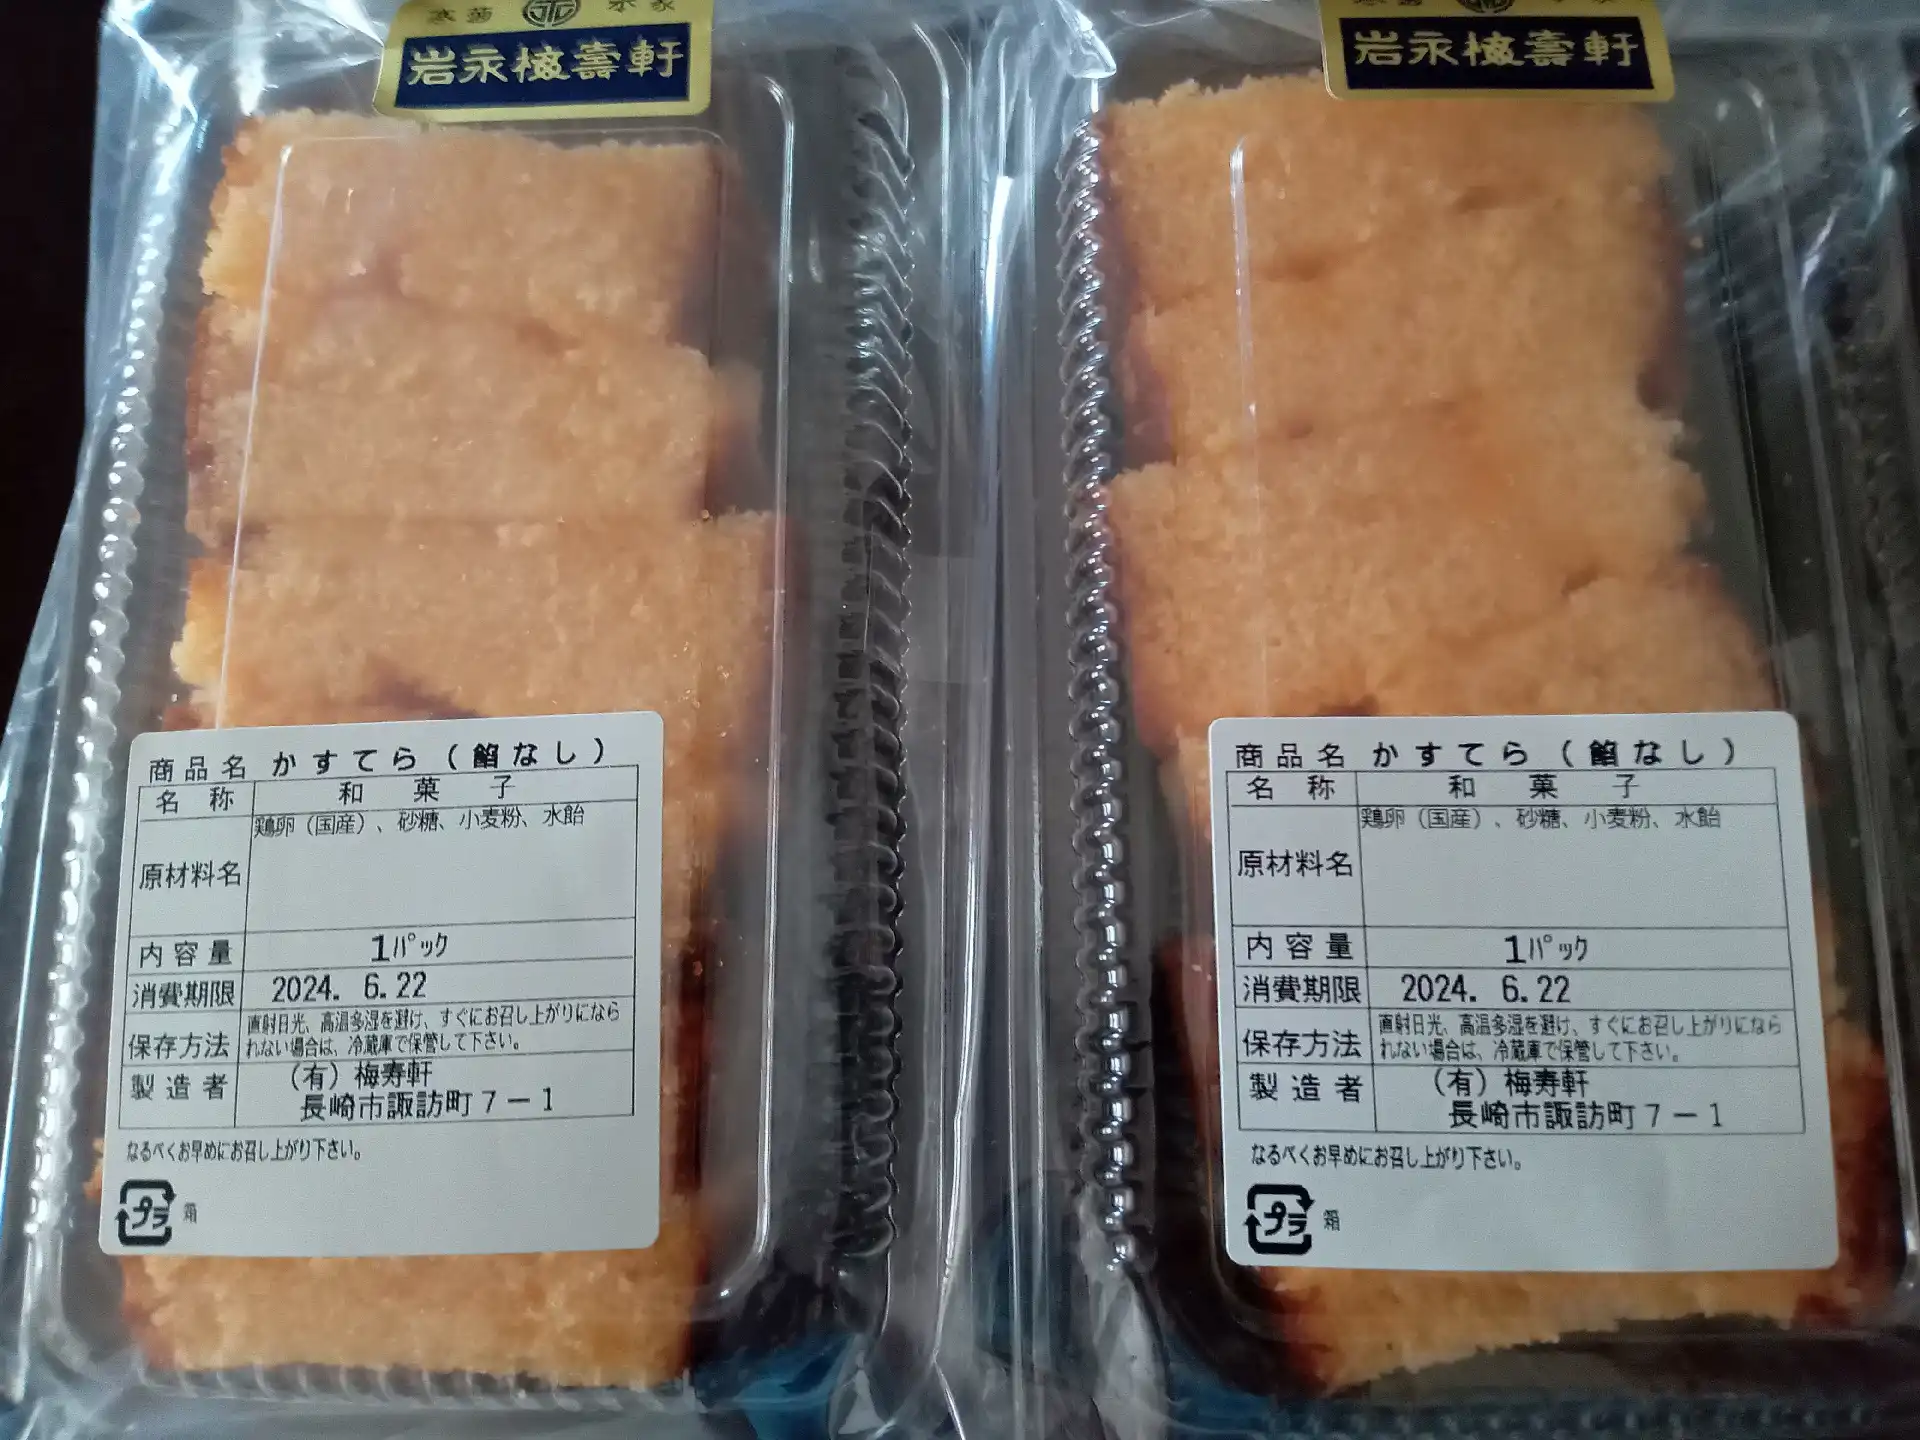 本家
岩永梅壽軒
商品名 かすてら（餡なし）
名称 和菓子
原材料名 鶏卵（国産）、砂糖、小麦粉、水飴
内容量 1パック
消費期限 2024. 6.22
保存方法 直射日光、高温多湿を避け、すぐにお召し上がりになら
れない場合は、冷蔵庫で保管して下さい。
製造者 （有）梅寿軒
長崎市諏訪町7－1
なるべくお早めにお召し上がり下さい。
プラ 箱
岩永梅壽軒
商品名 かすてら（餡なし）
名称 和菓子
原材料名 鶏卵（国産）、砂糖、小麦粉、水飴
内容量 1パック
消費期限 2024. 6.22
保存方法 直射日光、高温多湿を避け、すぐにお召し上がりになら
れない場合は、冷蔵庫で保管して下さい。
製造者 （有）梅寿軒
長崎市諏訪町7－1
なるべくお早めにお召し上がり下さい。
プラ 箱